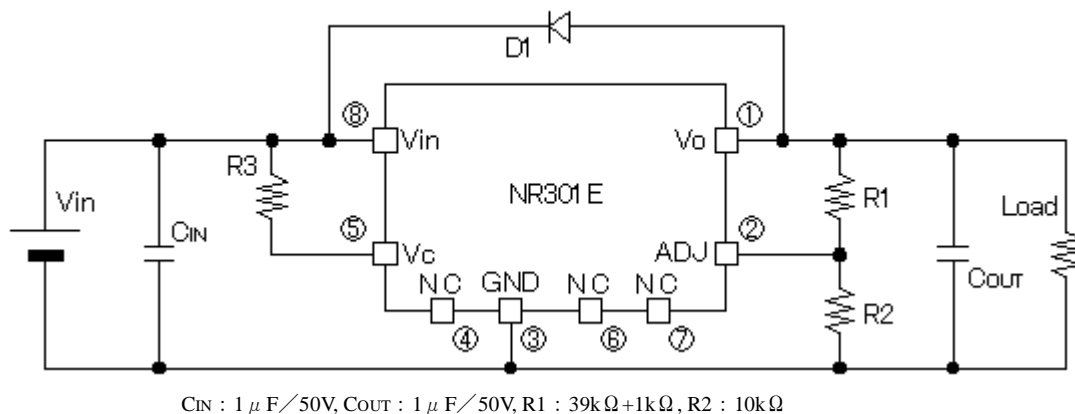 D1
⑧ ①
Vin Vo
R3 R1
NR301E
Vin CIN Load
⑤ ②
Vc ADJ
NC GND NC NC
COUT
R2
④ ③ ⑥ ⑦
CIN : 1μF/50V, COUT : 1μF/50V, R1 : 39kΩ+1kΩ, R2 : 10kΩ